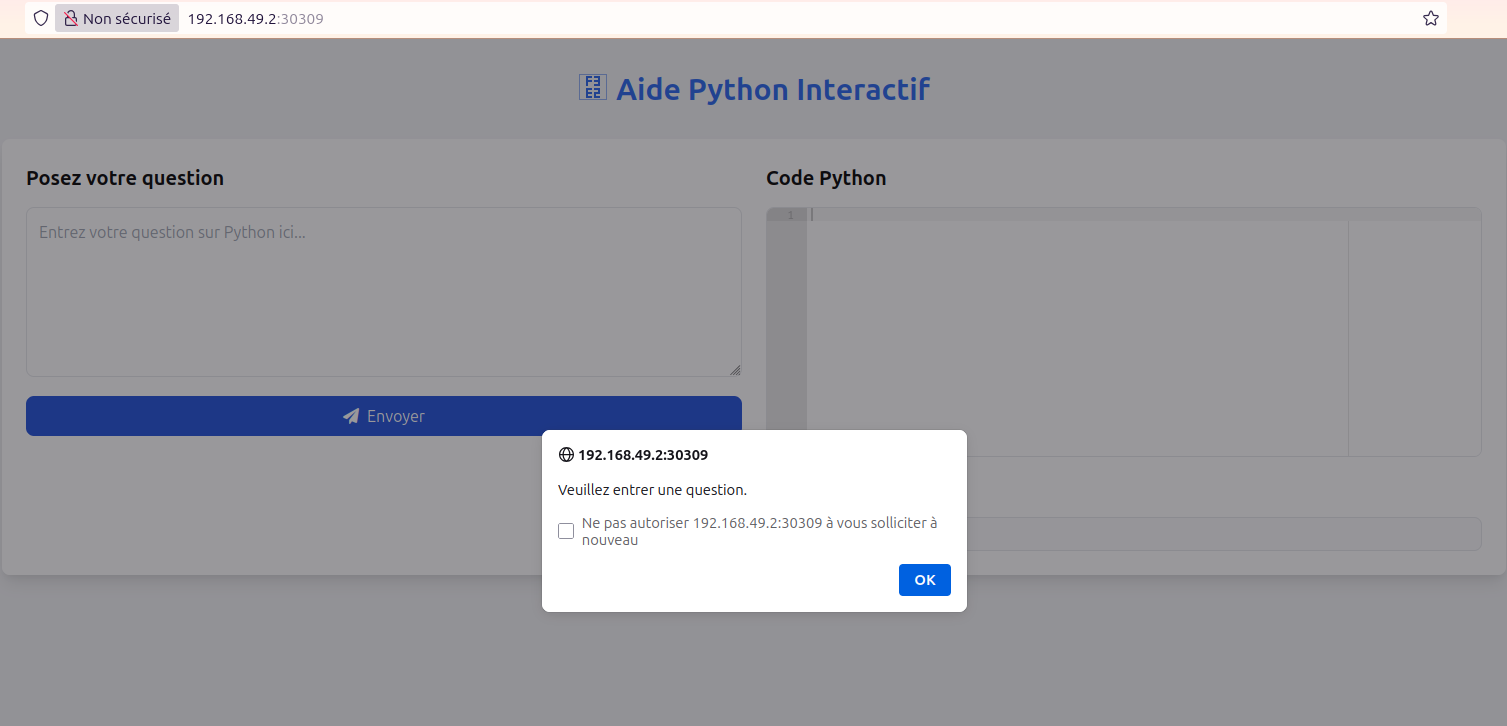 Non sécurisé 192.168.49.2:30309
F3
E2 Aide Python Interactif
Posez votre question
Entrez votre question sur Python ici...
Envoyer
Code Python
1
192.168.49.2:30309
Veuillez entrer une question.
Ne pas autoriser 192.168.49.2:30309 à vous solliciter à
nouveau
OK